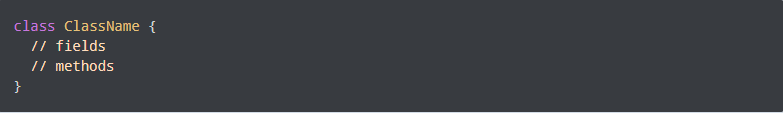 class ClassName {
  // fields
  // methods
}